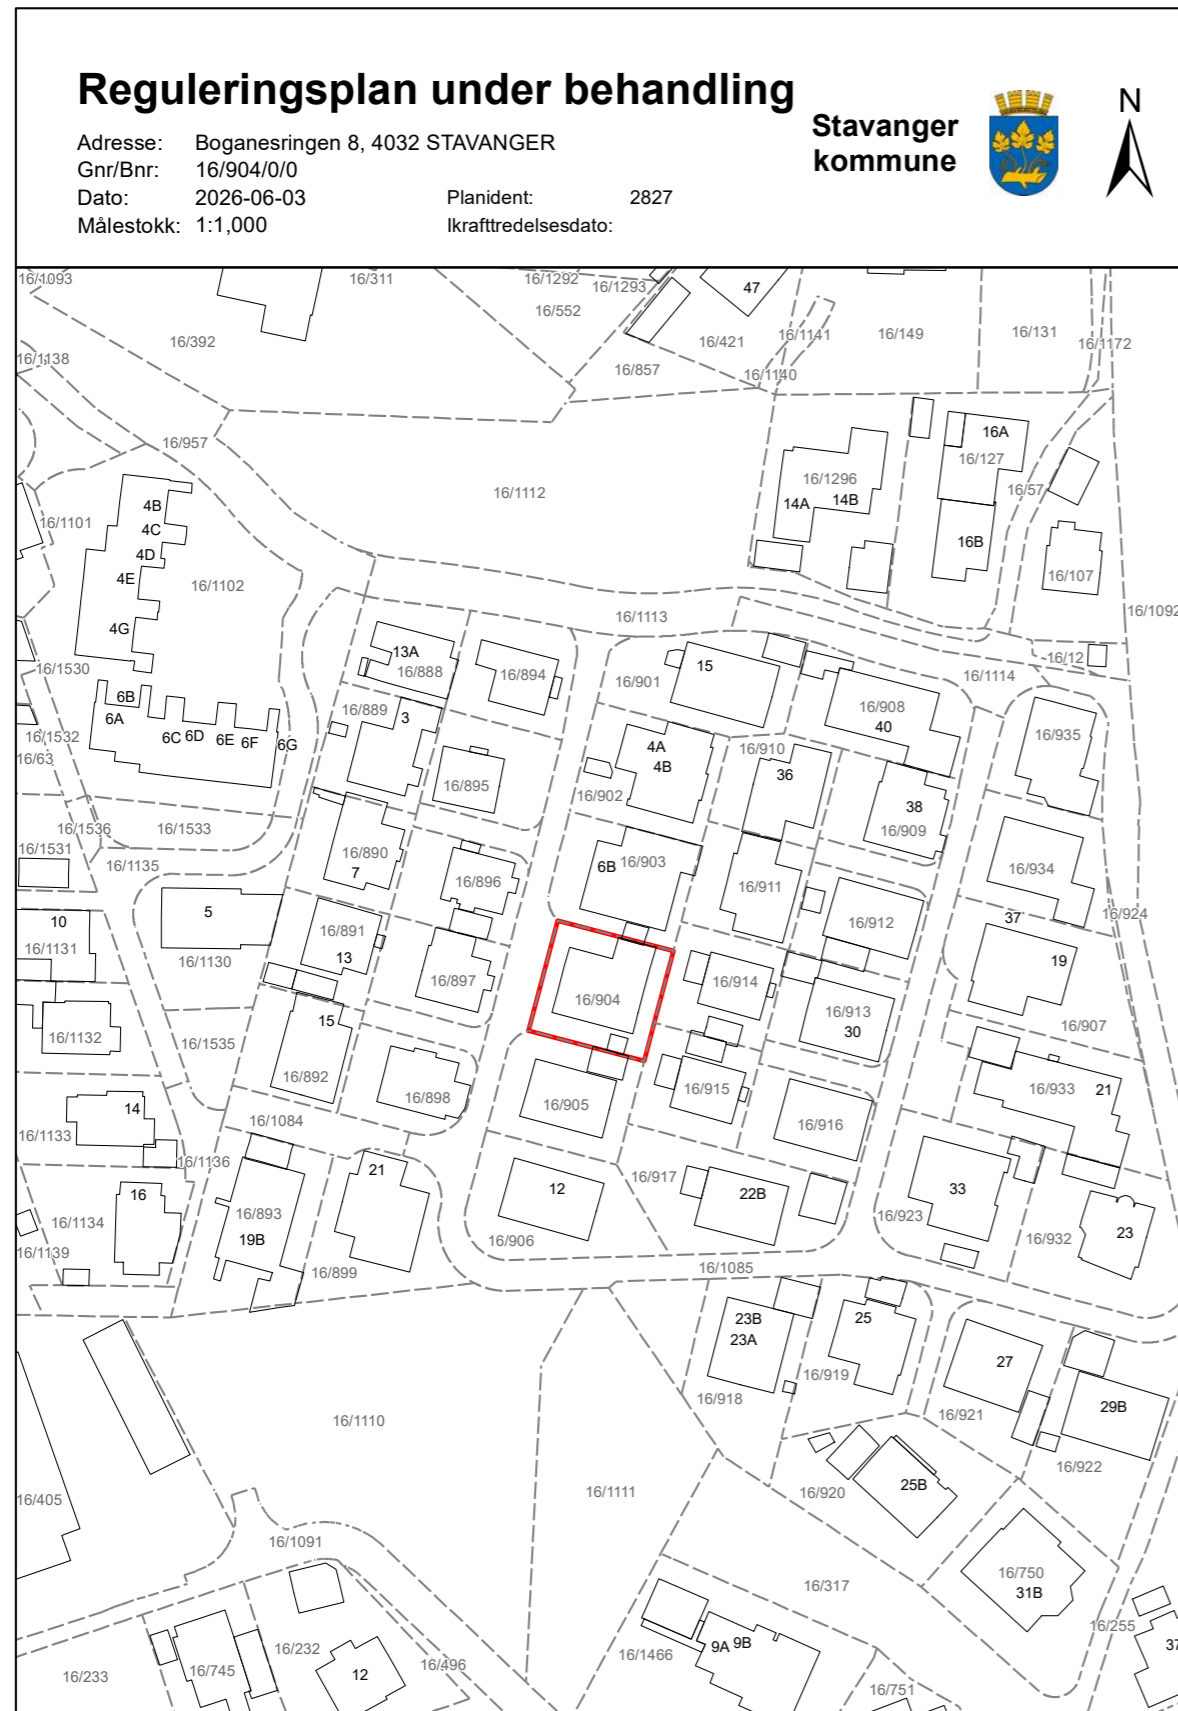 Reguleringsplan under behandling
Stavanger
kommune
N
Adresse: Boganesringen 8, 4032 STAVANGER
Gnr/Bnr: 16/904/0/0
Dato: 2026-06-03 Planident: 2827
Målestokk: 1:1,000 Ikrafttredelsesdato:
16/1093 16/311 16/1292 16/1293 47
16/552
16/392 16/421 16/1141 16/149 16/131 16/1172
16/1138 16/857 16/1140
16/957 16A
16/127
16/1112 16/1296 16/57
4B 14A 14B
16/1101 4C
4D 16B
4E 16/1102 16/107
4G 16/1113 16/1092
13A 16/12
16/1530 16/888 16/894 16/901 15 16/1114
6B
6A 16/889 3 16/908
40 16/935
16/1532 6C 6D 6E 6F 6G 4A 16/910
16/63 4B 36
16/895 16/902 38
16/1536 16/1533 16/909
16/1531 16/1135 16/890 16/903
7 16/896 6B 16/911 16/934
5 16/912 37 16/924
10 16/891
16/1131 16/1130 13 19
16/897 16/914
16/904 16/913 16/907
16/1132 15 30
16/1535
16/892 16/898 16/905 16/915 16/933 21
14 16/1084 16/916
16/1133 16/1136
21 16/917
16 12 22B 33
16/1134 16/893 16/923
16/1139 19B 16/906 16/932 23
16/899 16/1085
23B 25
23A
27
16/918 16/919
16/1110 16/921 29B
16/922
16/405 16/1111 16/920 25B
16/1091
16/750
16/317 31B
16/255
16/232 16/1466 9A 9B 37
16/233 16/745 12 16/496
16/751